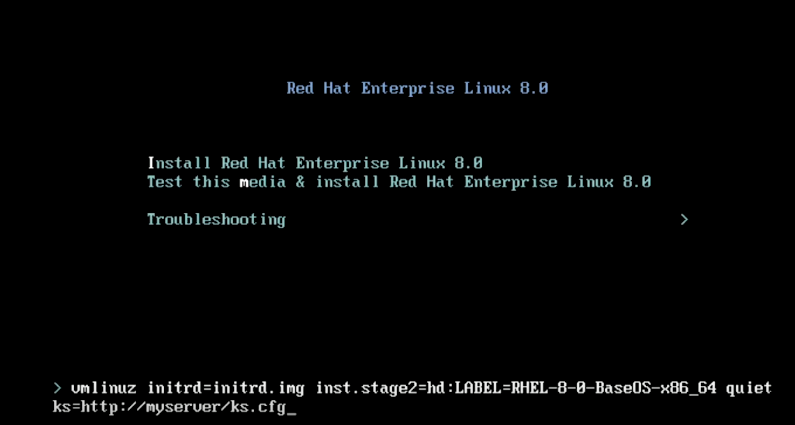 Red Hat Enterprise Linux 8.0
Install Red Hat Enterprise Linux 8.0
Test this media & install Red Hat Enterprise Linux 8.0
Troubleshooting >
> vmlinuz initrd=initrd.img inst.stage2=hd:LABEL=RHEL-8-0-BaseOS-x86_64 quiet
ks=http://myserver/ks.cfg_